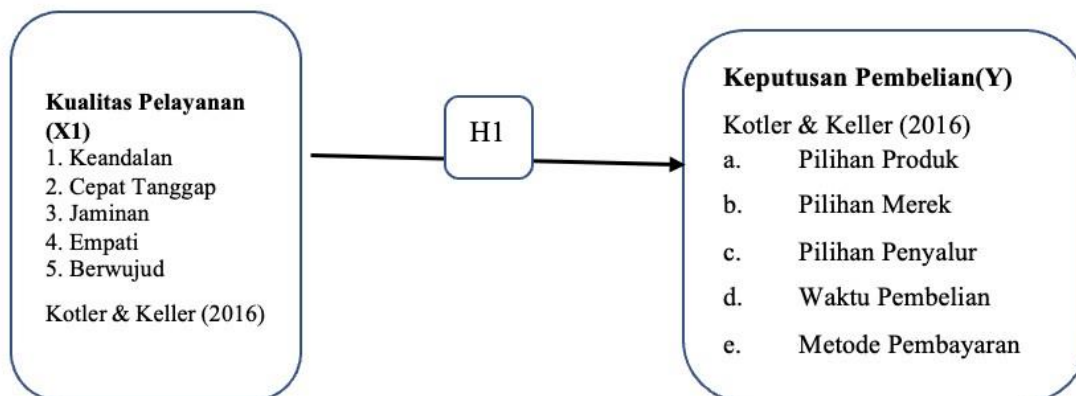 Kualitas Pelayanan
(X1)
1. Keandalan
2. Cepat Tanggap
3. Jaminan
4. Empati
5. Berwujud
Kotler & Keller (2016)
H1
Keputusan Pembelian(Y)
Kotler & Keller (2016)
a. Pilihan Produk
b. Pilihan Merek
c. Pilihan Penyalur
d. Waktu Pembelian
e. Metode Pembayaran